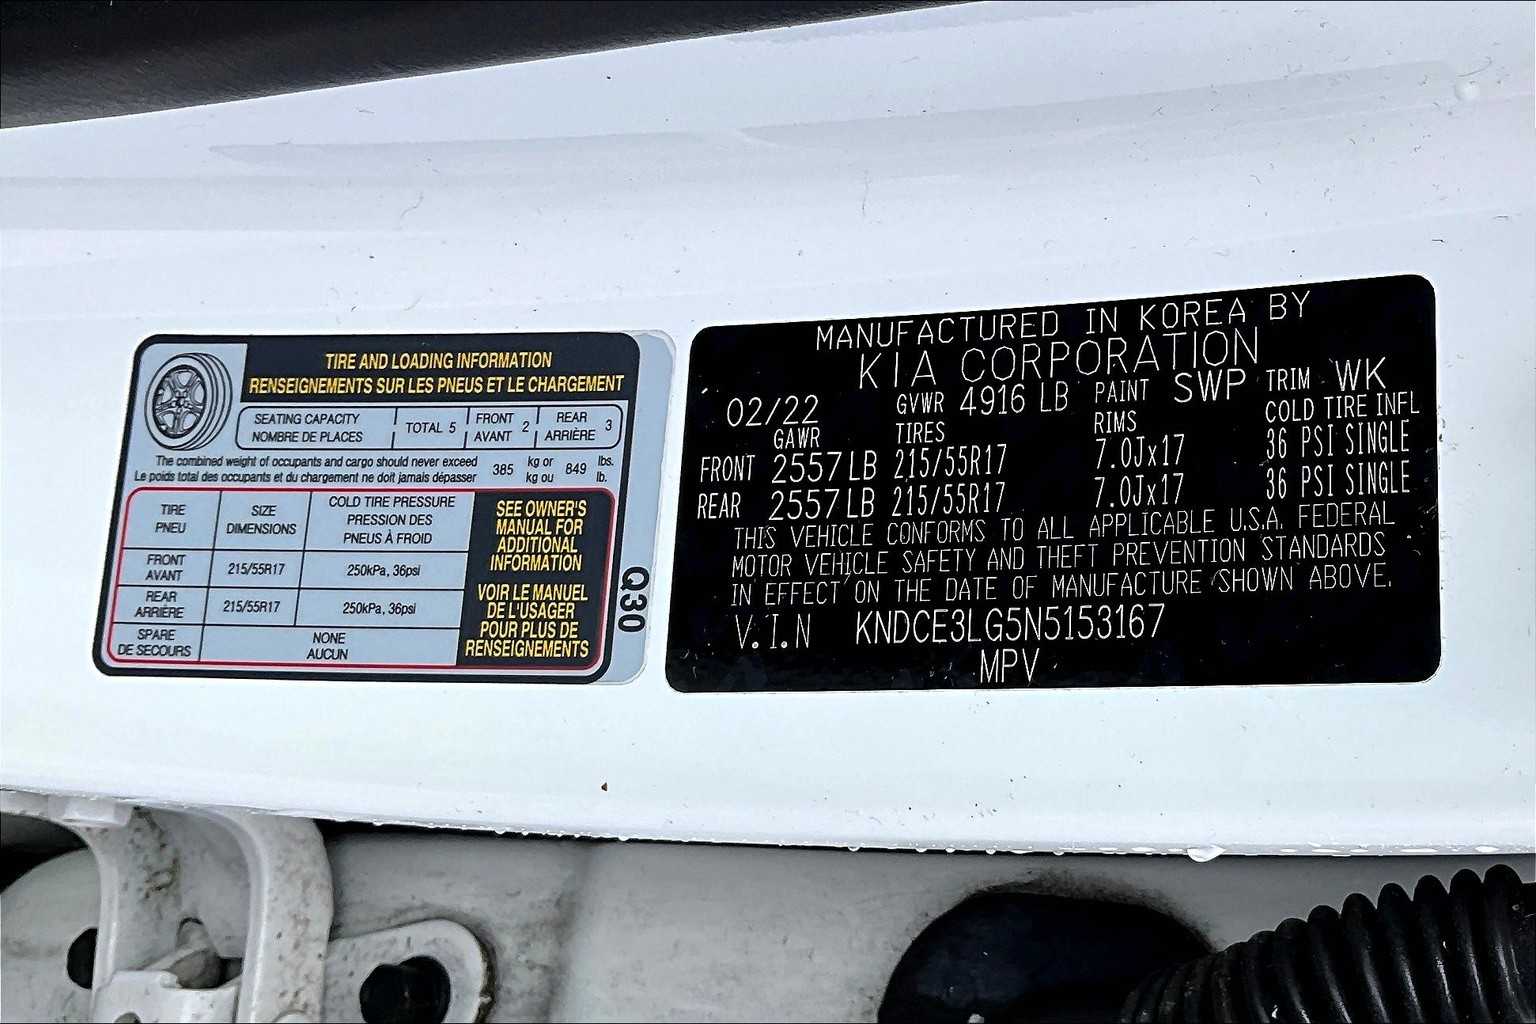 TIRE AND LOADING INFORMATION
RENSEIGNEMENTS SUR LES PNEUS ET LE CHARGEMENT
SEATING CAPACITY
NOMBRE DE PLACES
TOTAL 5
FRONT
AVANT
2
REAR
ARRIÈRE
3
The combined weight of occupants and cargo should never exceed
Le poids total des occupants et du chargement ne doit jamais dépasser
385
kg or
kg ou
849
lbs.
lb.
TIRE
PNEU
SIZE
DIMENSIONS
COLD TIRE PRESSURE
PRESSION DES
PNEUS À FROID
FRONT
AVANT
215/55R17
250kPa, 36psi
REAR
ARRIÈRE
215/55R17
250kPa, 36psi
SPARE
DE SECOURS
NONE
AUCUN
SEE OWNER'S
MANUAL FOR
ADDITIONAL
INFORMATION
VOIR LE MANUEL
DE L'USAGER
POUR PLUS DE
RENSEIGNEMENTS
Q30
MANUFACTURED IN KOREA BY
KIA CORPORATION
02/22 GVWR 4916 LB PAINT SWP TRIM WK
GAWR TIRES RIMS COLD TIRE INFL
FRONT 2557 LB 215/55R17 7.0Jx17 36 PSI SINGLE
REAR 2557 LB 215/55R17 7.0Jx17 36 PSI SINGLE
THIS VEHICLE CONFORMS TO ALL APPLICABLE U.S.A. FEDERAL
MOTOR VEHICLE SAFETY AND THEFT PREVENTION STANDARDS
IN EFFECT ON THE DATE OF MANUFACTURE SHOWN ABOVE.
V.I.N KNDCE3LG5N5153167
MPV